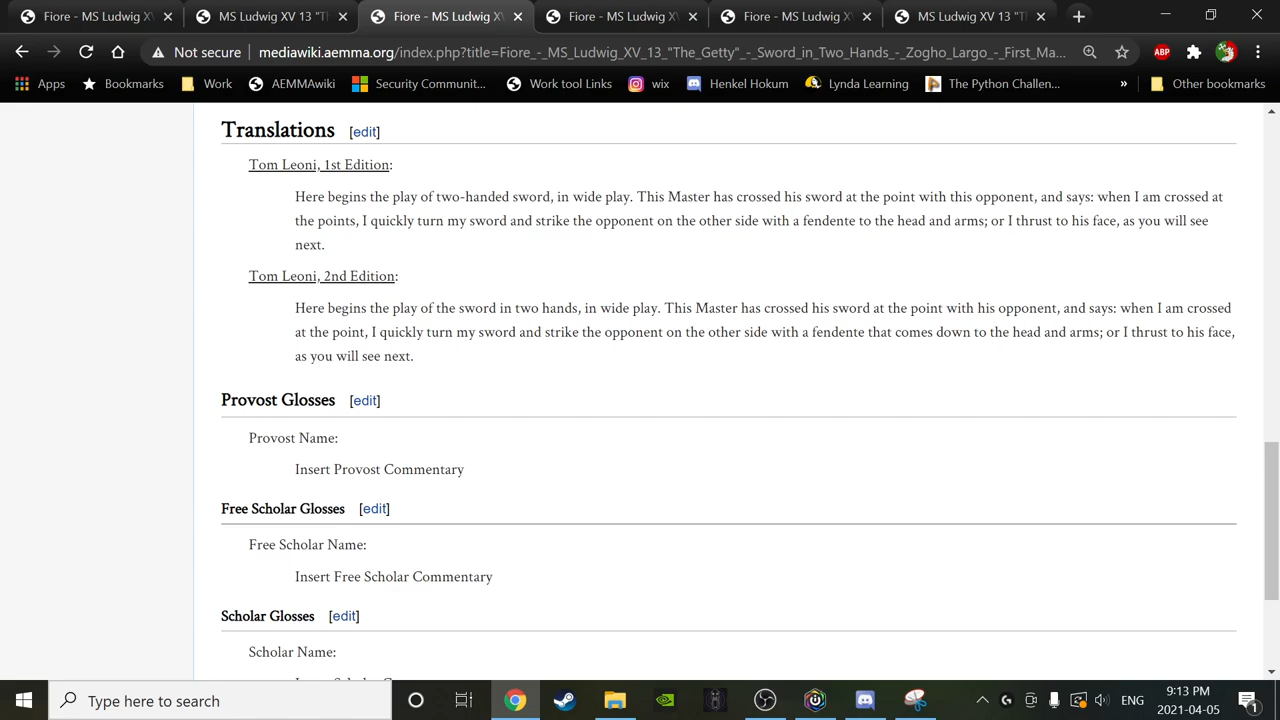 Fiore - MS Ludwig XV
MS Ludwig XV 13 "Th
Fiore - MS Ludwig XV
Fiore - MS Ludwig XV
Fiore - MS Ludwig XV
MS Ludwig XV 13 "Th
Not secure mediawiki.aemma.org/index.php?title=Fiore_-_MS_Ludwig_XV_13_"The_Getty"_-_Sword_in_Two_Hands_-_Zogho_Largo_-_First_Ma...
ABP
Apps Bookmarks Work AEMMAwiki Security Communit... Work tool Links wix Henkel Hokum Lynda Learning The Python Challen... » Other bookmarks
Translations [edit]
Tom Leoni, 1st Edition:
Here begins the play of two-handed sword, in wide play. This Master has crossed his sword at the point with this opponent, and says: when I am crossed at
the points, I quickly turn my sword and strike the opponent on the other side with a fendente to the head and arms; or I thrust to his face, as you will see
next.
Tom Leoni, 2nd Edition:
Here begins the play of the sword in two hands, in wide play. This Master has crossed his sword at the point with his opponent, and says: when I am crossed
at the point, I quickly turn my sword and strike the opponent on the other side with a fendente that comes down to the head and arms; or I thrust to his face,
as you will see next.
Provost Glosses [edit]
Provost Name:
Insert Provost Commentary
Free Scholar Glosses [edit]
Free Scholar Name:
Insert Free Scholar Commentary
Scholar Glosses [edit]
Scholar Name:
Type here to search
ENG
9:13 PM
2021-04-05
1